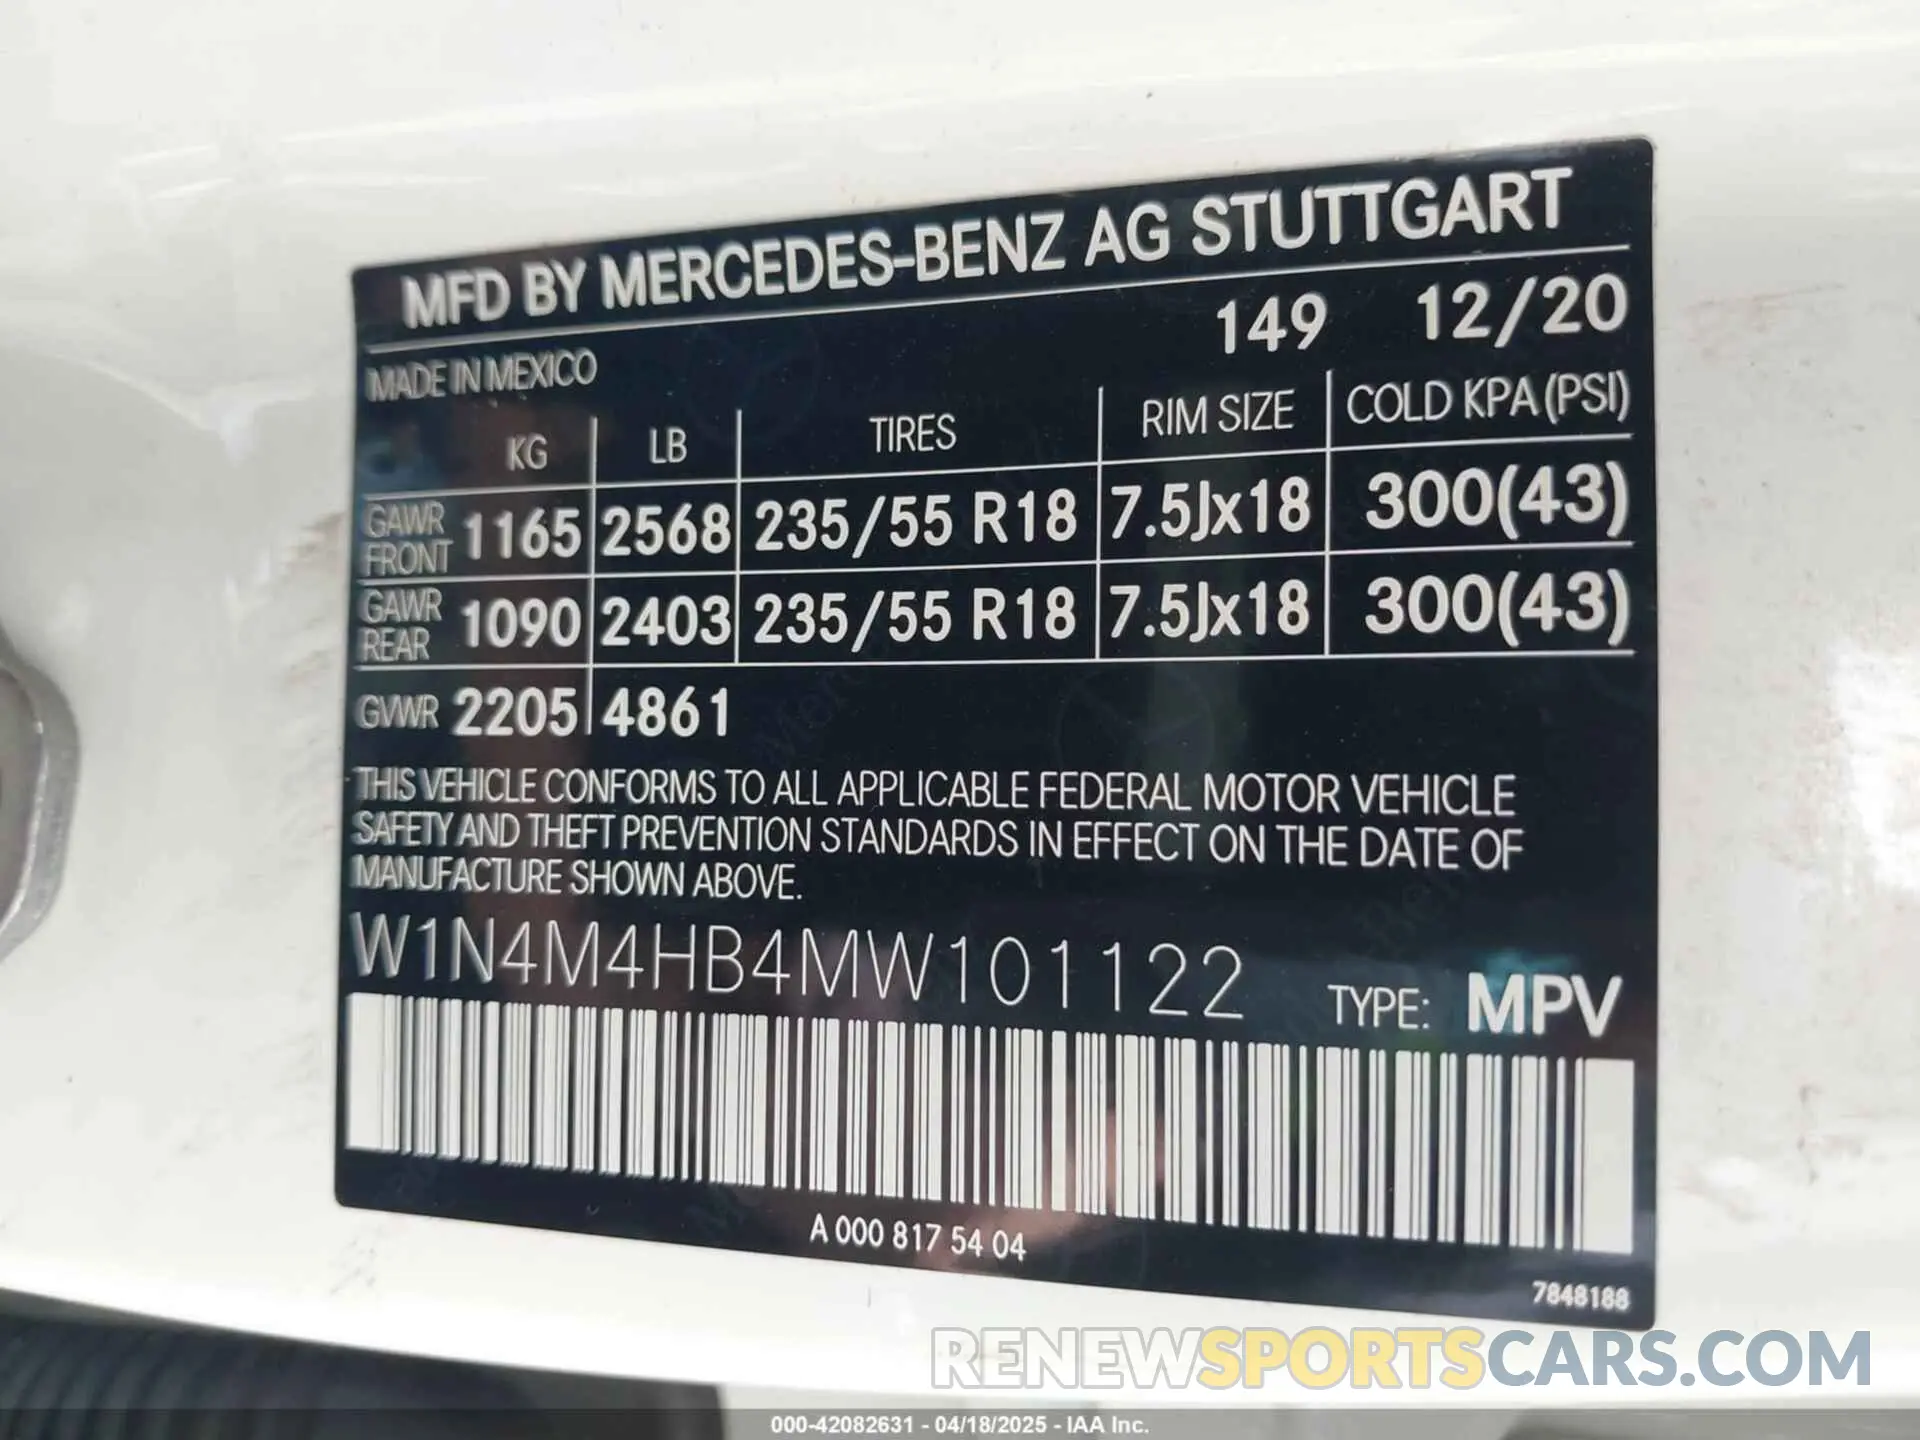 MFD BY MERCEDES-BENZ AG STUTTGART
MADE IN MEXICO 149 12/20
KG LB TIRES RIM SIZE COLD KPA (PSI)
GAWR FRONT 1165 2568 235/55 R18 7.5Jx18 300(43)
GAWR REAR 1090 2403 235/55 R18 7.5Jx18 300(43)
GVWR 2205 4861
THIS VEHICLE CONFORMS TO ALL APPLICABLE FEDERAL MOTOR VEHICLE
SAFETY AND THEFT PREVENTION STANDARDS IN EFFECT ON THE DATE OF
MANUFACTURE SHOWN ABOVE.
W1N4M4HB4MW101122 TYPE: MPV
A 000 817 54 04
7848188
RENEWSPORTSCARS.COM
000-42082631 - 04/18/2025 - IAA Inc.